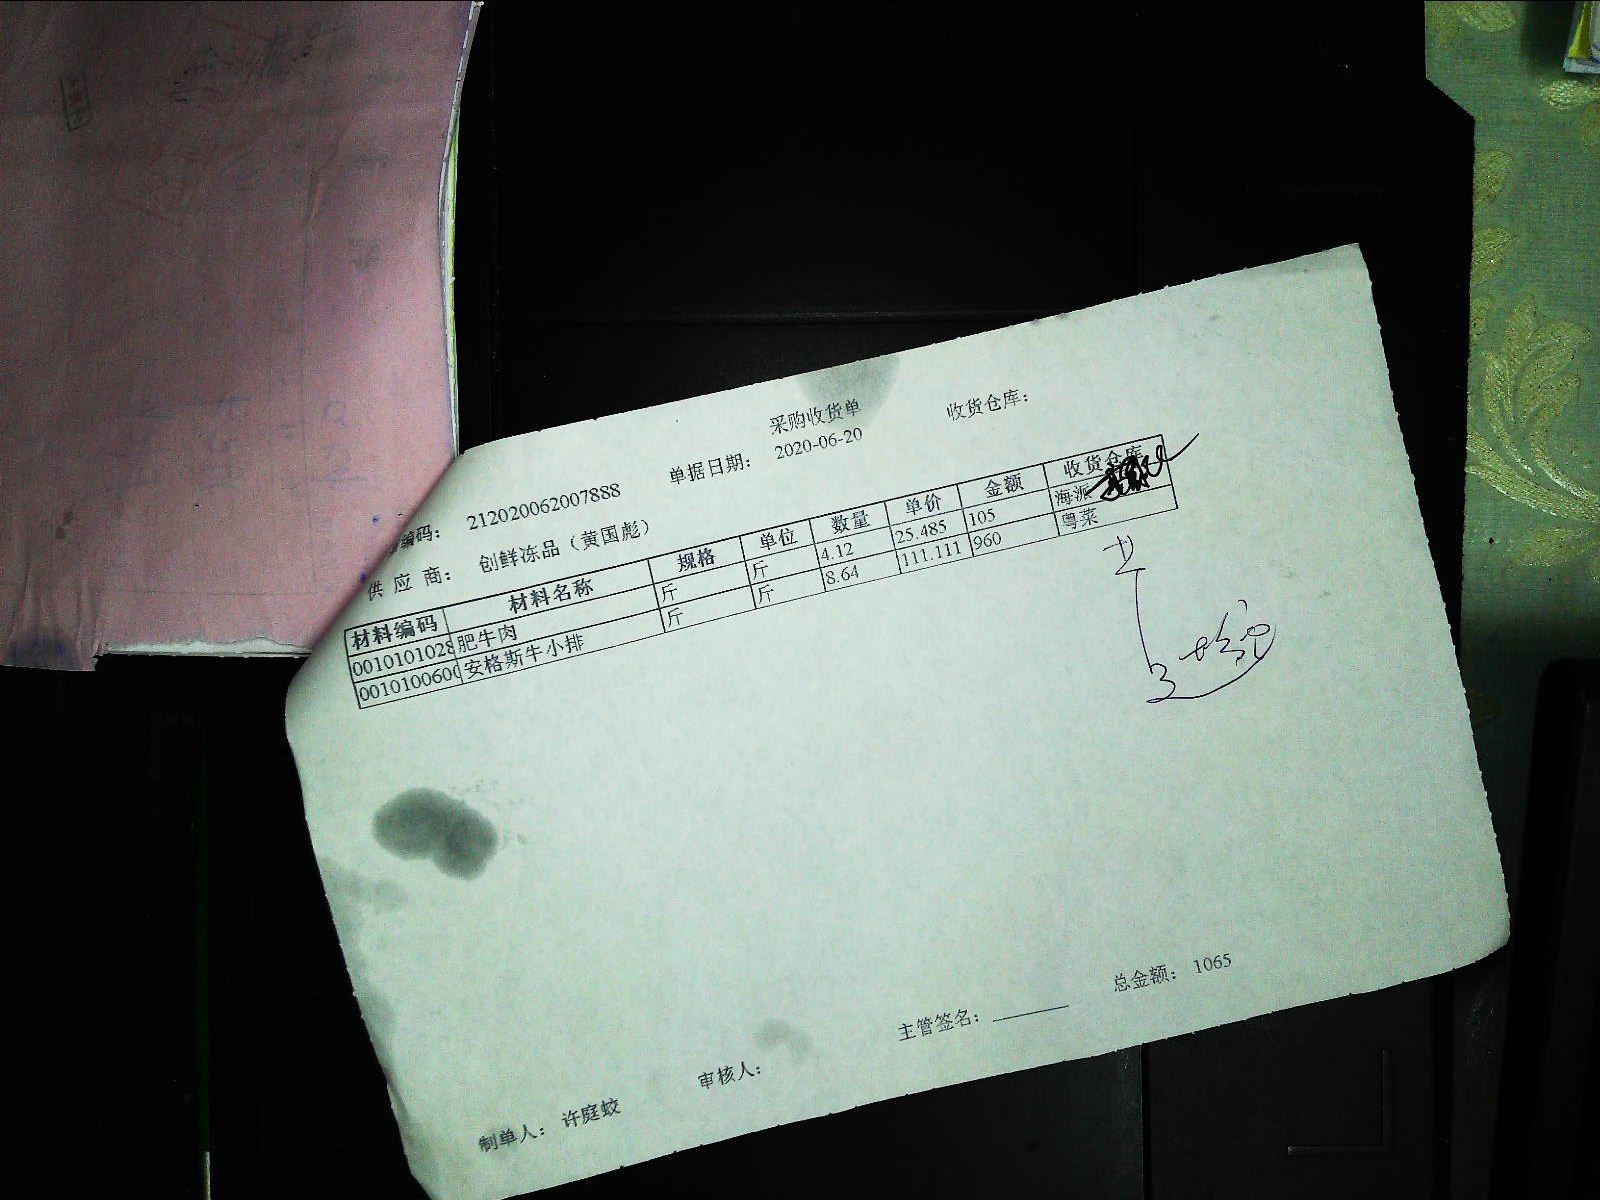 采购收货单
编码： 212020062007888 单据日期： 2020-06-20 收货仓库：
供 应 商： 创鲜冻品（黄国彪）
材料编码 材料名称 规格 单位 数量 单价 金额 收货仓库
0010101028 肥牛肉 斤 斤 4.12 25.485 105 海派
001010060 安格斯牛小排 斤 斤 8.64 111.111 960 粤菜
总金额： 1065
主管签名：
审核人：
制单人： 许庭蛟